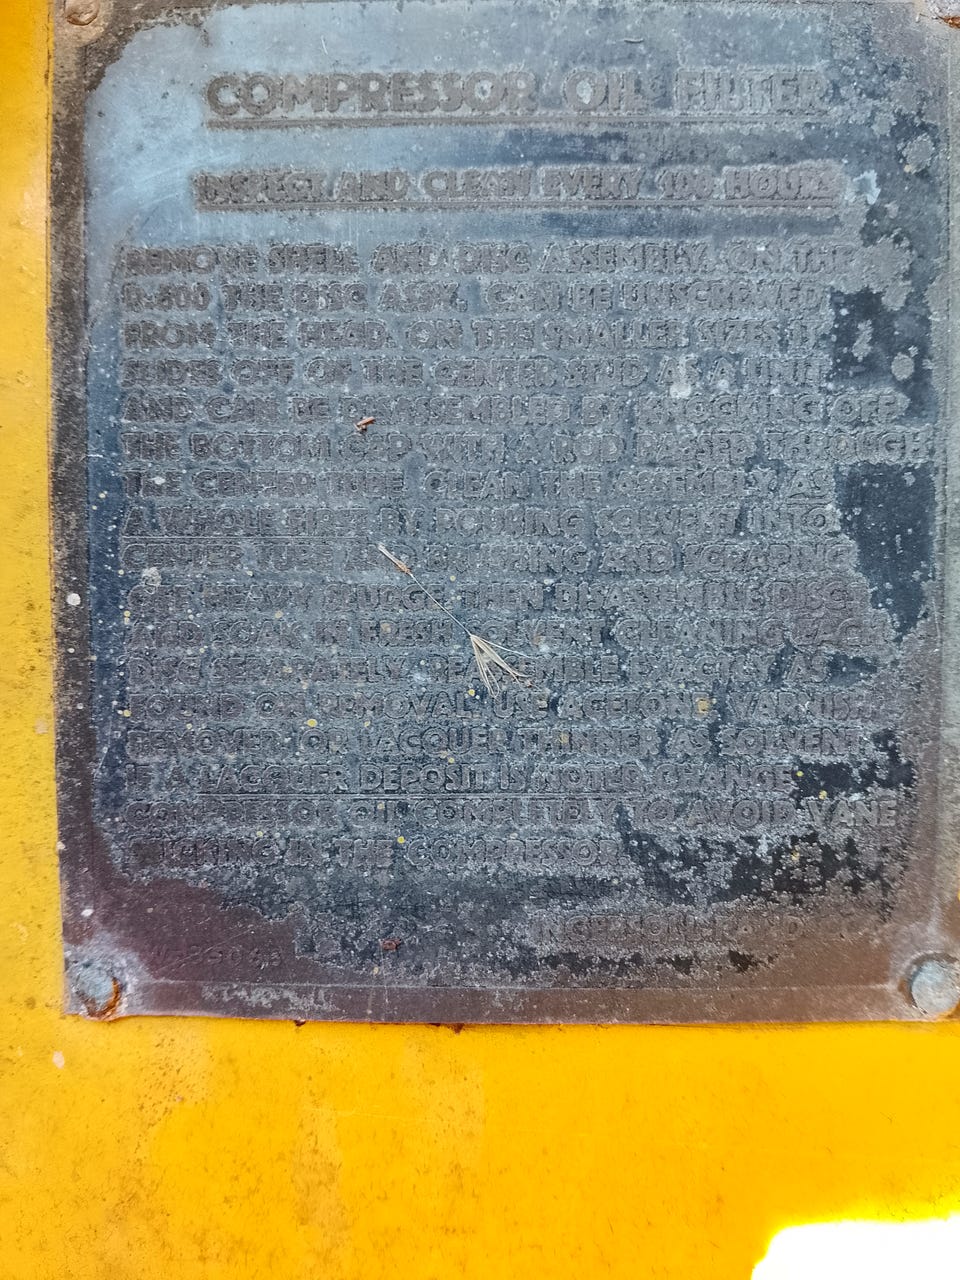 COMPRESSOR OIL FILTER
INSPECT AND CLEAN EVERY 100 HOURS
REMOVE SHELL AND DISC ASSEMBLY. ON THE
R-600 THE DISC ASSY. CAN BE UNSCREWED
FROM THE HEAD. ON THE SMALLER SIZES IT
SLIDES OFF OF THE CENTER STUD AS A UNIT
AND CAN BE DISASSEMBLED BY KNOCKING OFF
THE BOTTOM CAP WITH A ROD PASSED THROUGH
THE CENTER TUBE. CLEAN THE ASSEMBLY AS
A WHOLE FIRST BY POURING SOLVENT INTO
CENTER TUBE AND BRUSHING AND SCRAPING
OFF HEAVY SLUDGE THEN DISASSEMBLE DISCS
AND SOAK IN FRESH SOLVENT CLEANING EACH
DISC SEPARATELY. REASSEMBLE EXACTLY AS
FOUND ON REMOVAL. USE ACETONE, VARNISH
REMOVER OR LACQUER THINNER AS SOLVENT.
IF A LACQUER DEPOSIT IS NOTED CHANGE
COMPRESSOR OIL COMPLETELY TO AVOID VANE
STICKING IN THE COMPRESSOR.
INGERSOLL-RAND